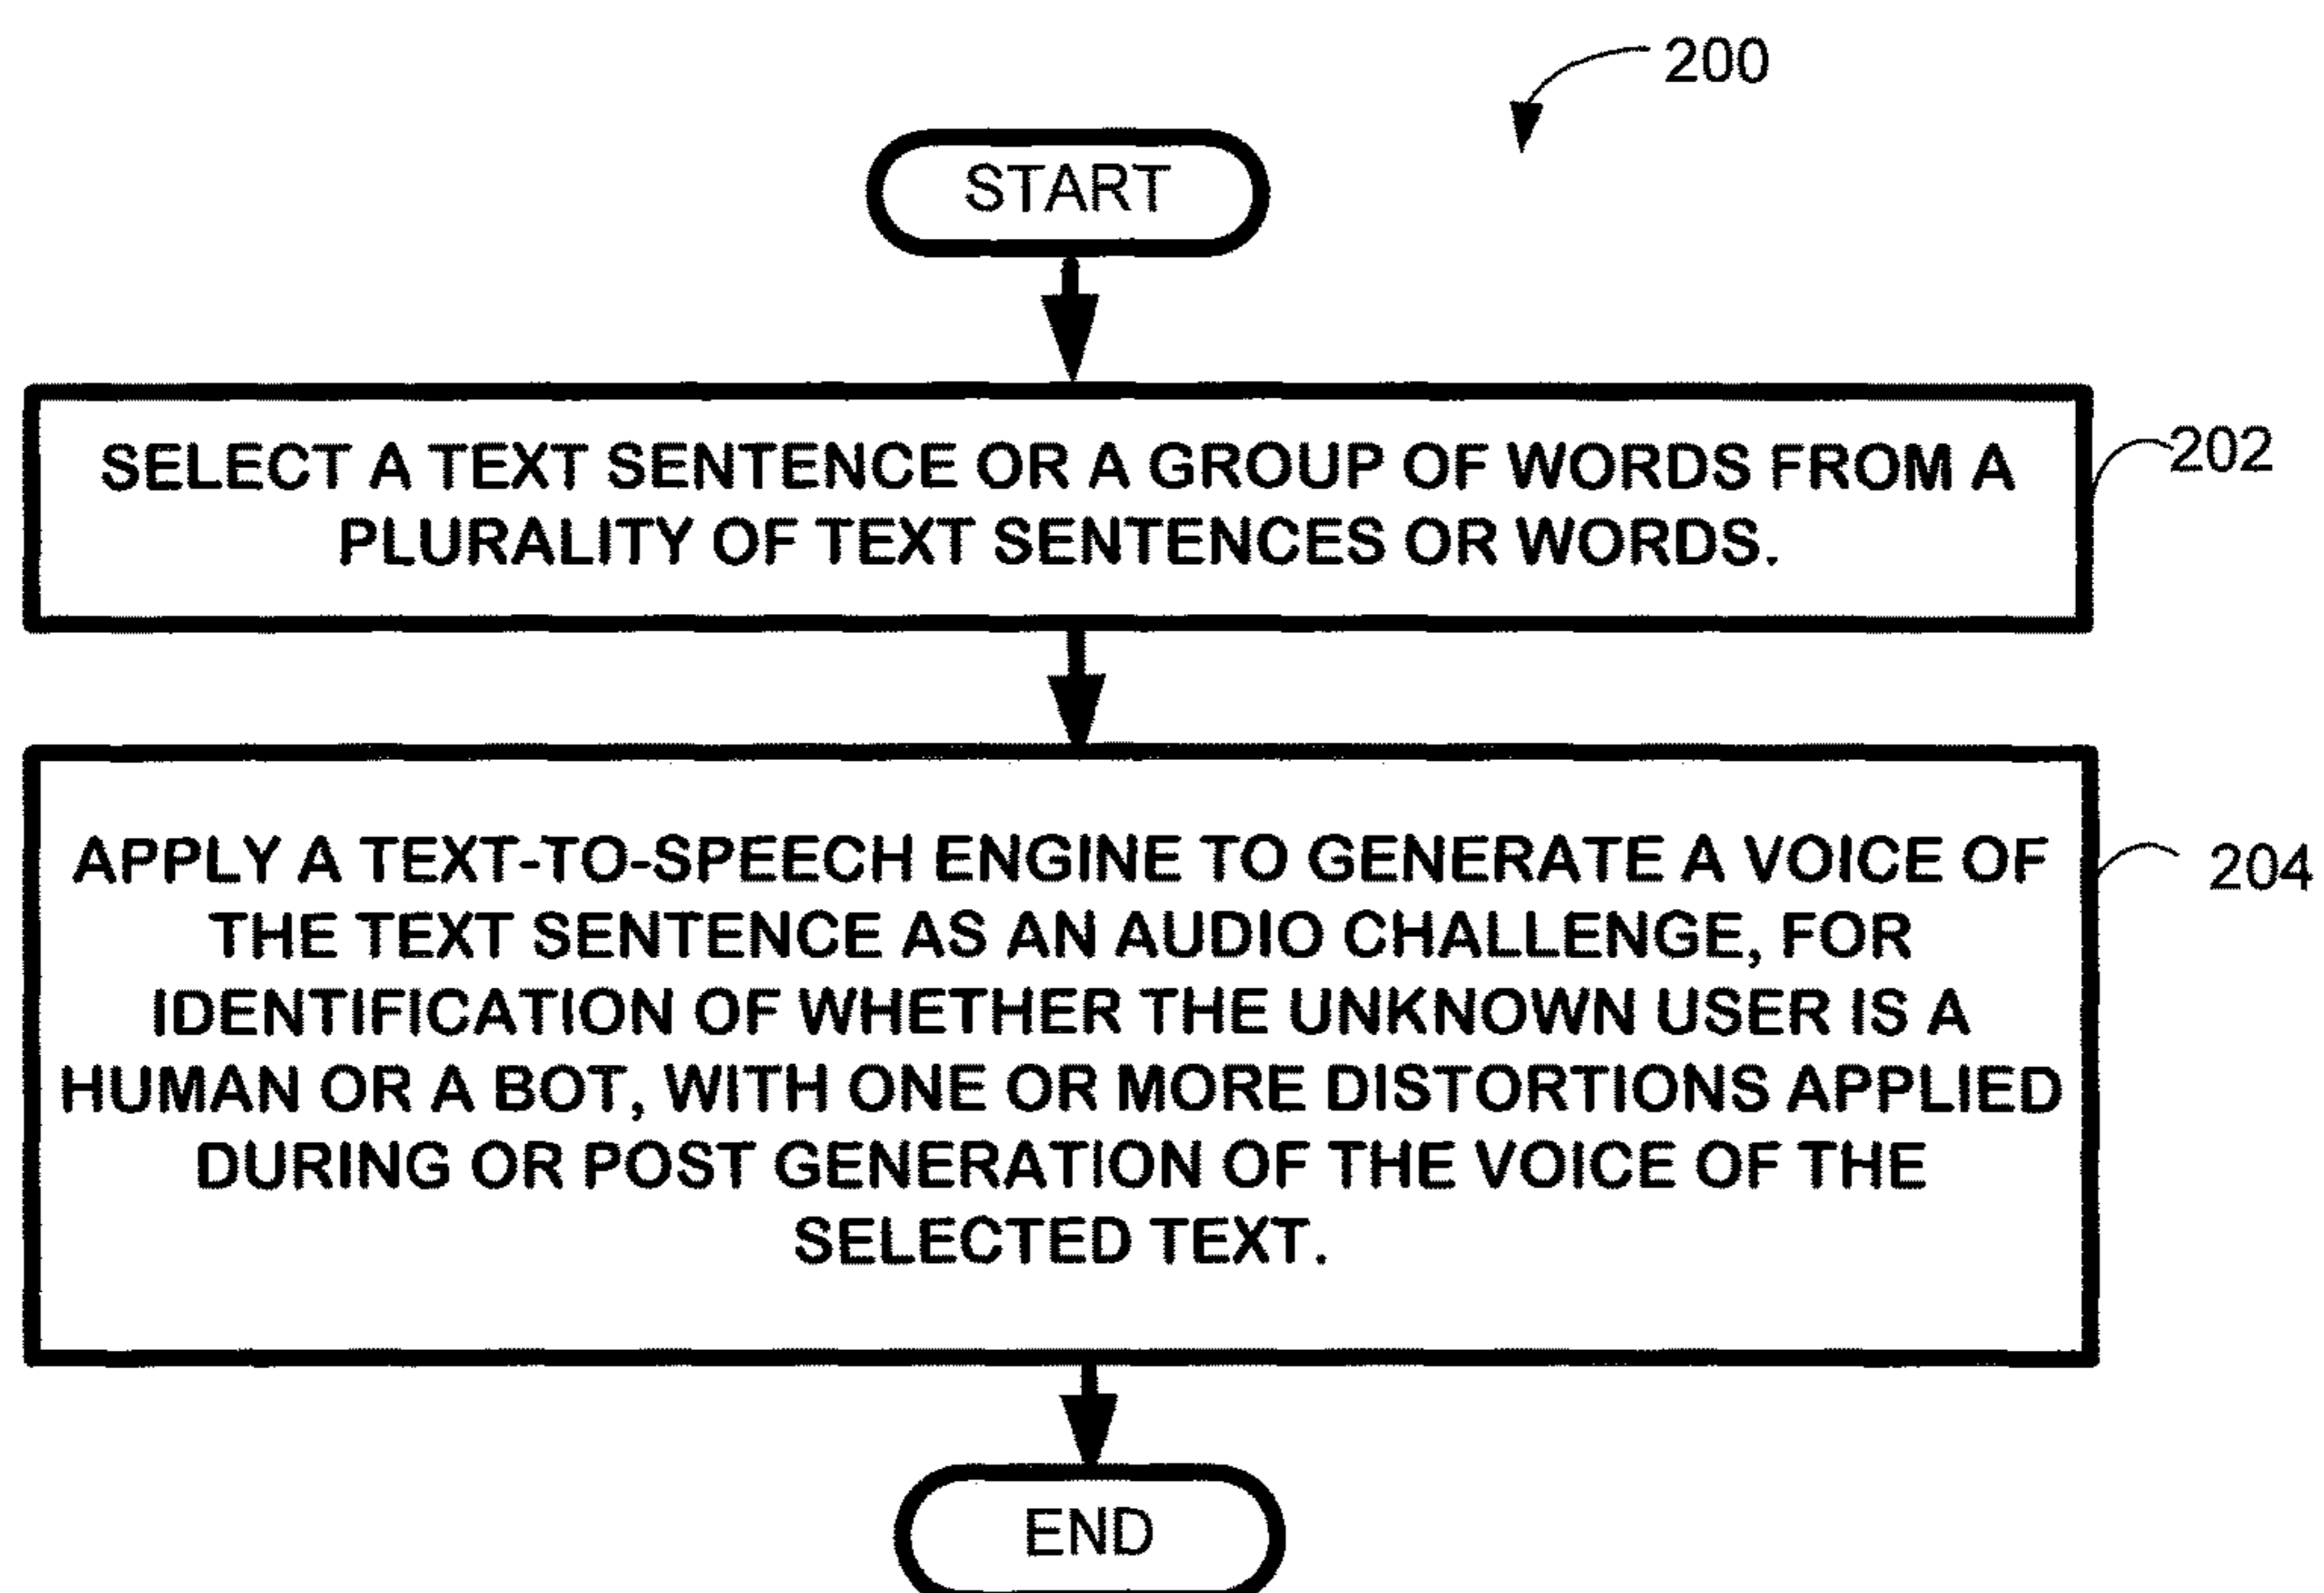 200
START
SELECT A TEXT SENTENCE OR A GROUP OF WORDS FROM A
PLURALITY OF TEXT SENTENCES OR WORDS.
202
APPLY A TEXT-TO-SPEECH ENGINE TO GENERATE A VOICE OF
THE TEXT SENTENCE AS AN AUDIO CHALLENGE, FOR
IDENTIFICATION OF WHETHER THE UNKNOWN USER IS A
HUMAN OR A BOT, WITH ONE OR MORE DISTORTIONS APPLIED
DURING OR POST GENERATION OF THE VOICE OF THE
SELECTED TEXT.
204
END